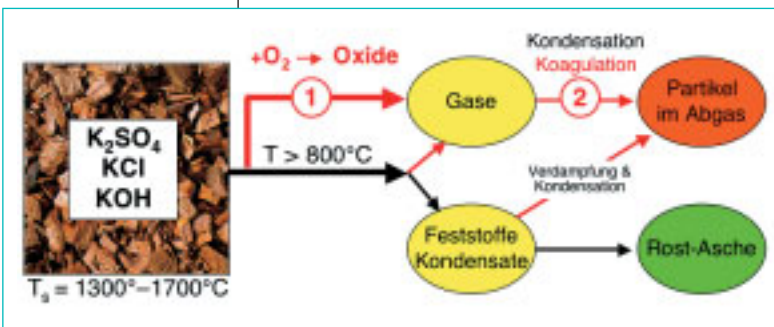 K₂SO₄
KCl
KOH
Tₛ = 1300°–1700°C
+O₂ → Oxide
1
T > 800°C
Gase
Kondensation
Koagulation
2
Partikel
im Abgas
Verdampfung &
Kondensation
Feststoffe
Kondensate
Rost-Asche